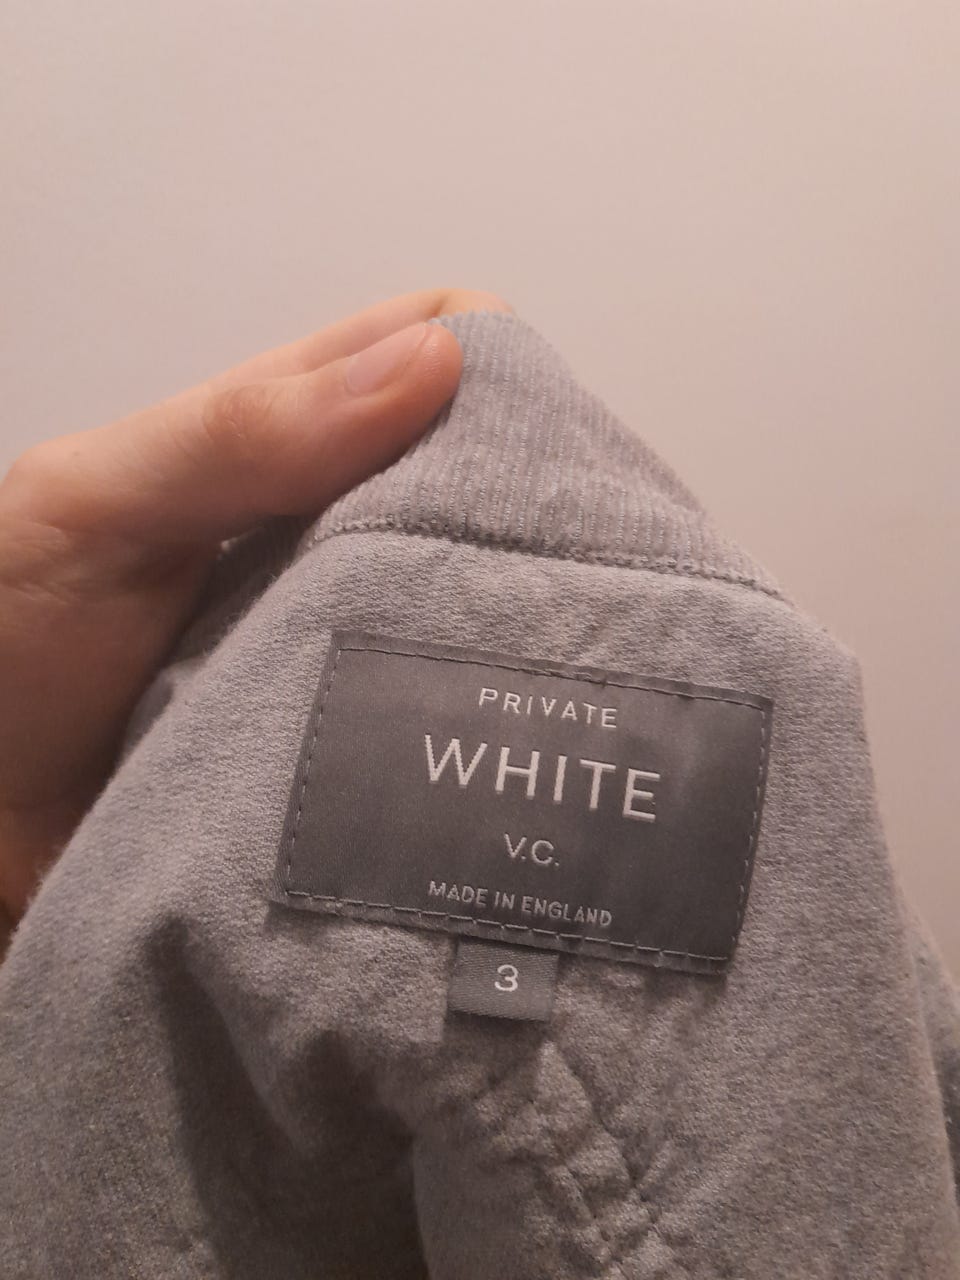 PRIVATE
WHITE
V.C.
MADE IN ENGLAND
3